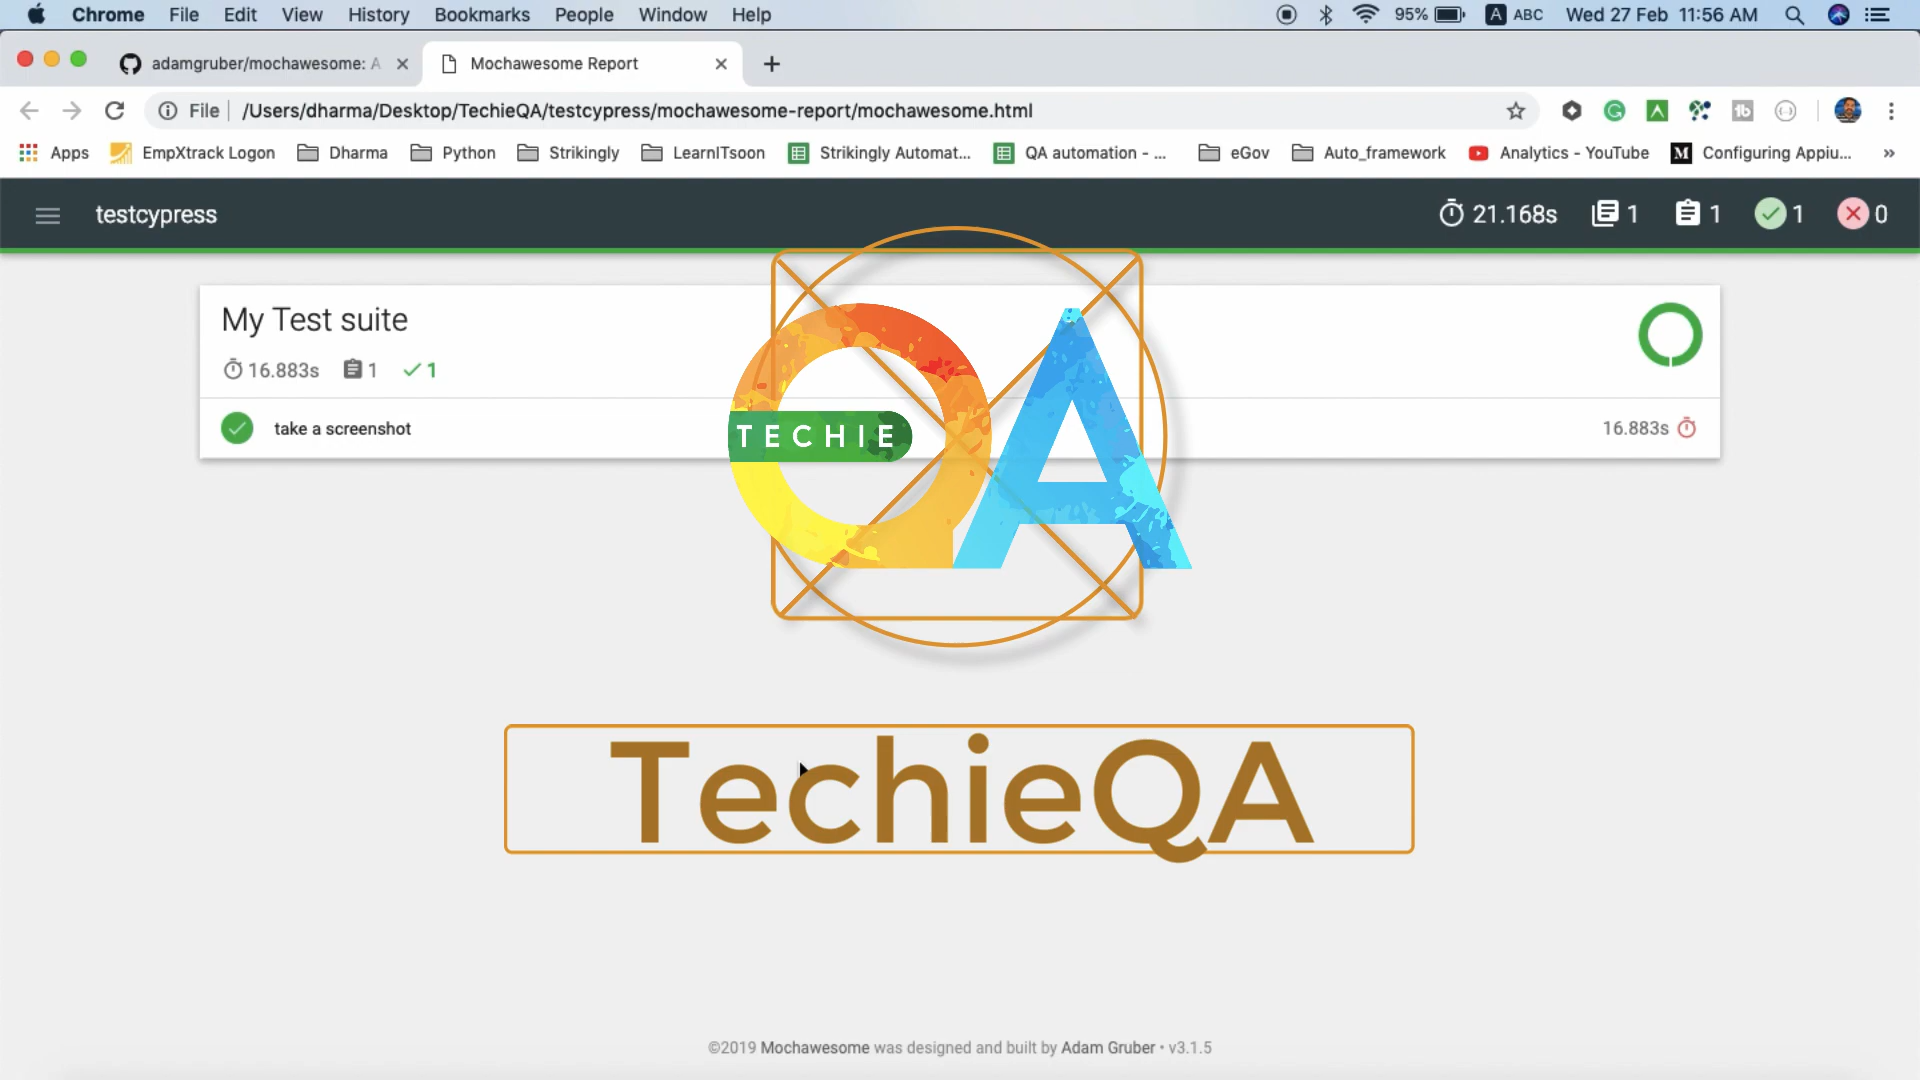 Chrome File Edit View History Bookmarks People Window Help 95% A ABC Wed 27 Feb 11:56 AM
adamgruber/mochawesome: A Mochawesome Report
File /Users/dharma/Desktop/TechieQA/testcypress/mochawesome-report/mochawesome.html
Apps EmpXtrack Logon Dharma Python Strikingly LearnITsoon Strikingly Automat... QA automation - ... eGov Auto_framework Analytics - YouTube M Configuring Appiu... »
testcypress 21.168s 1 1 1 0
My Test suite
16.883s 1 1
take a screenshot 16.883s
QA
TECHIE
TechieQA
©2019 Mochawesome was designed and built by Adam Gruber • v3.1.5